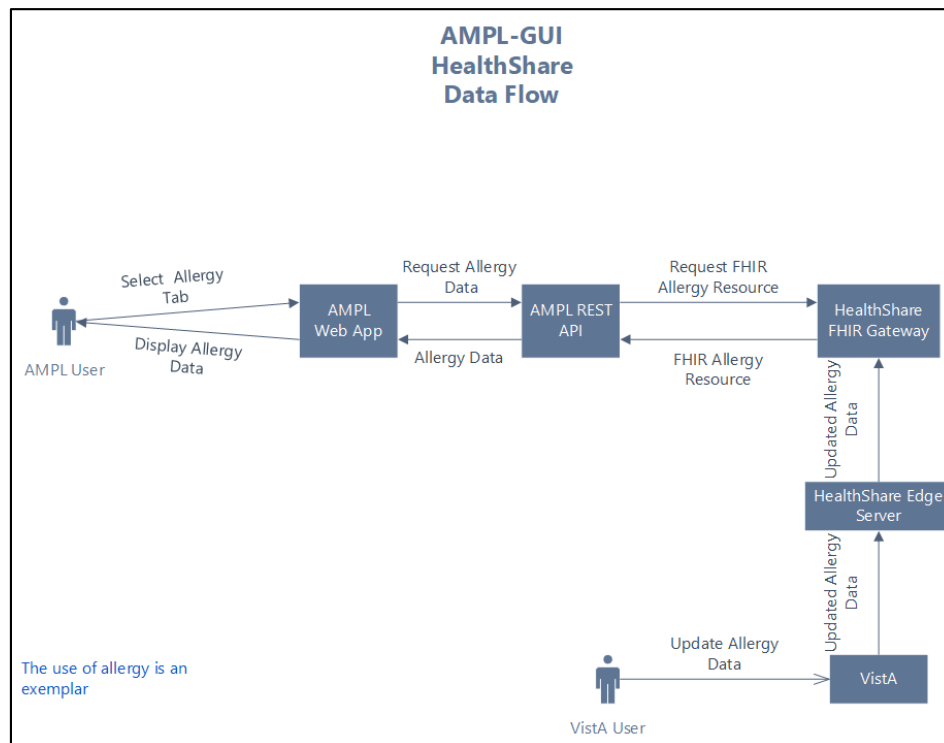 AMPL-GUI
HealthShare
Data Flow
Select Allergy
Tab
Request Allergy
Data
Request FHIR
Allergy Resource
AMPL
Web App
AMPL REST
API
HealthShare
FHIR Gateway
Display Allergy
Data
Allergy Data
FHIR Allergy
Resource
AMPL User
Updated Allergy
Data
HealthShare Edge
Server
Updated Allergy
Data
Update Allergy
Data
VistA
The use of allergy is an
exemplar
VistA User